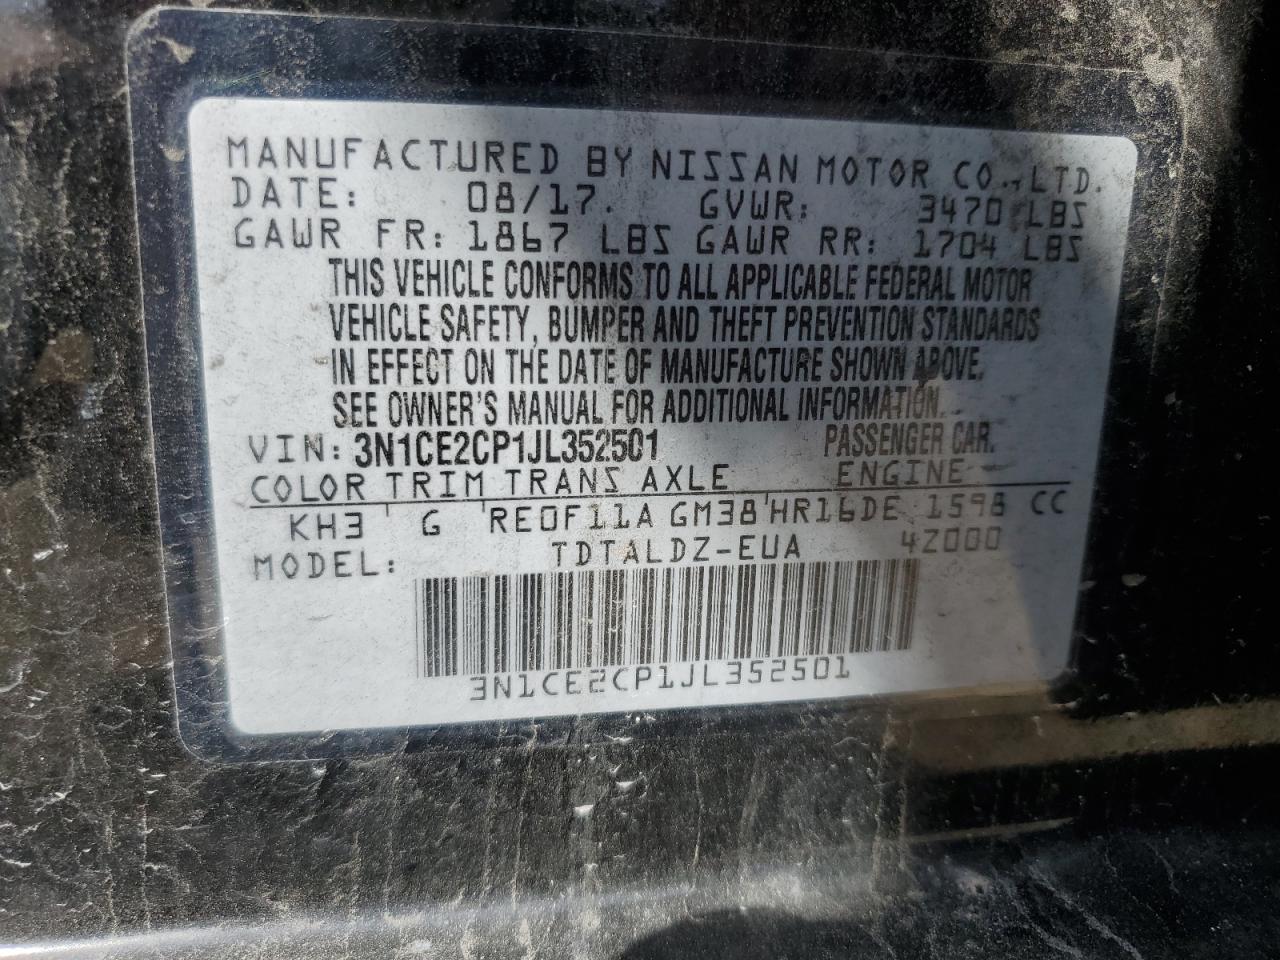 MANUFACTURED BY NISSAN MOTOR CO., LTD.
DATE: 08/17. GVWR: 3470 LBS
GAWR FR: 1867 LBS GAWR RR: 1704 LBS
THIS VEHICLE CONFORMS TO ALL APPLICABLE FEDERAL MOTOR
VEHICLE SAFETY, BUMPER AND THEFT PREVENTION STANDARDS
IN EFFECT ON THE DATE OF MANUFACTURE SHOWN ABOVE.
SEE OWNER'S MANUAL FOR ADDITIONAL INFORMATION.
VIN: 3N1CE2CP1JL352501 PASSENGER CAR.
COLOR TRIM TRANS AXLE ENGINE
KH3 G RE0F11A GM38 HR16DE 1598 CC
MODEL: TDTALDZ-EUA 4Z000
3N1CE2CP1JL352501